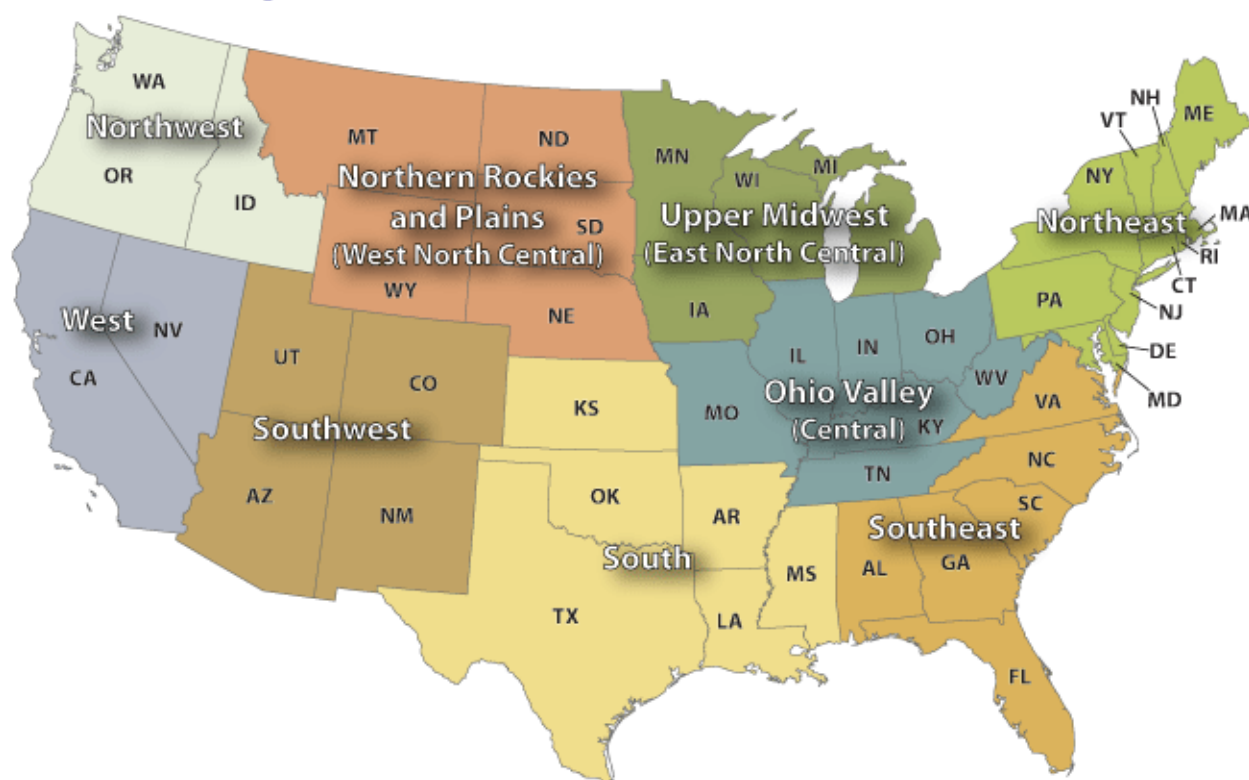 WA
Northwest
OR
ID
MT
ND
Northern Rockies
and Plains
(West North Central)
SD
WY
NE
MN
WI
MI
Upper Midwest
(East North Central)
IA
NH
VT
ME
NY
Northeast
MA
RI
CT
PA
NJ
DE
MD
West
NV
CA
UT
CO
Southwest
AZ
NM
IL
IN
OH
WV
MO
Ohio Valley
(Central)
KY
TN
KS
OK
AR
South
TX
LA
MS
VA
NC
SC
Southeast
AL
GA
FL